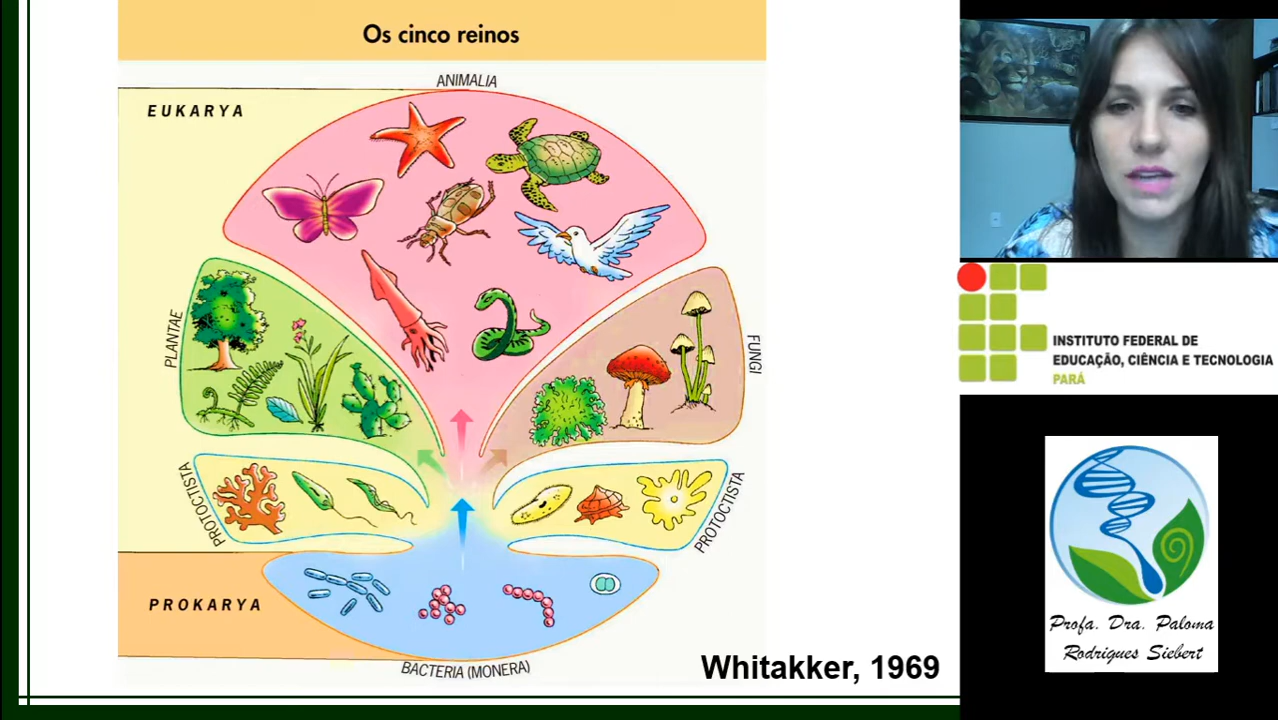 Os cinco reinos
ANIMALIA
EUKARYA
PLANTAE
FUNGI
PROTOCTISTA
PROTOCTISTA
PROKARYA
BACTERIA (MONERA)
Whitakker, 1969
INSTITUTO FEDERAL DE
EDUCAÇÃO, CIÊNCIA E TECNOLOGIA
PARÁ
Profa. Dra. Paloma
Rodrigues Siebert